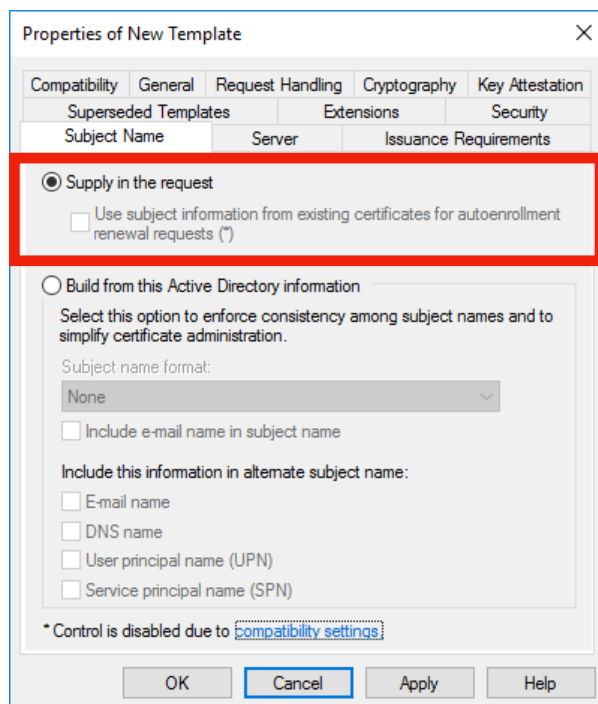 Properties of New Template
Compatibility General Request Handling Cryptography Key Attestation
Superseded Templates Extensions Security
Subject Name Server Issuance Requirements
Supply in the request
Use subject information from existing certificates for autoenrollment
renewal requests (*)
Build from this Active Directory information
Select this option to enforce consistency among subject names and to
simplify certificate administration.
Subject name format:
None
Include e-mail name in subject name
Include this information in alternate subject name:
E-mail name
DNS name
User principal name (UPN)
Service principal name (SPN)
* Control is disabled due to compatibility settings.
OK Cancel Apply Help